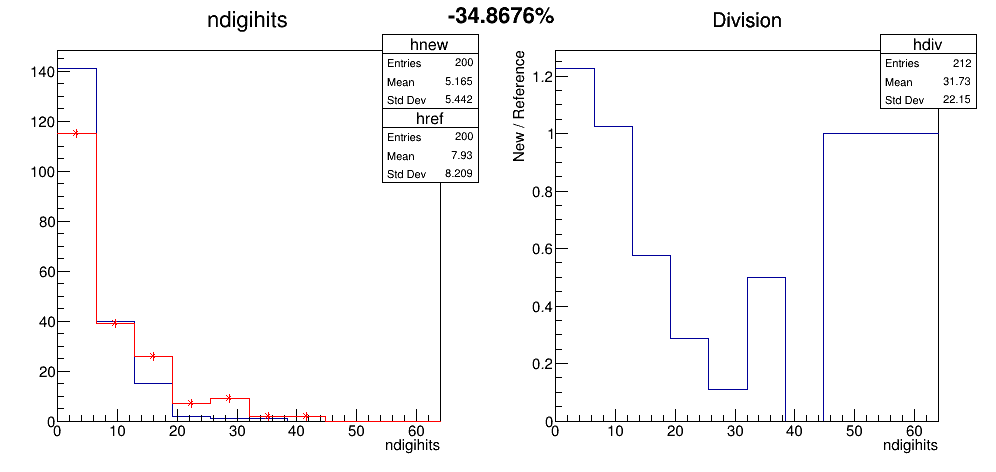 -34.8676%
ndigihits
hnew
Entries 200
Mean 5.165
Std Dev 5.442
href
Entries 200
Mean 7.93
Std Dev 8.209
140
120
100
80
60
40
20
0
0 10 20 30 40 50 60
ndigihits
Division
hdiv
Entries 212
Mean 31.73
Std Dev 22.15
New / Reference
1.2
1
0.8
0.6
0.4
0.2
0
0 10 20 30 40 50 60
ndigihits